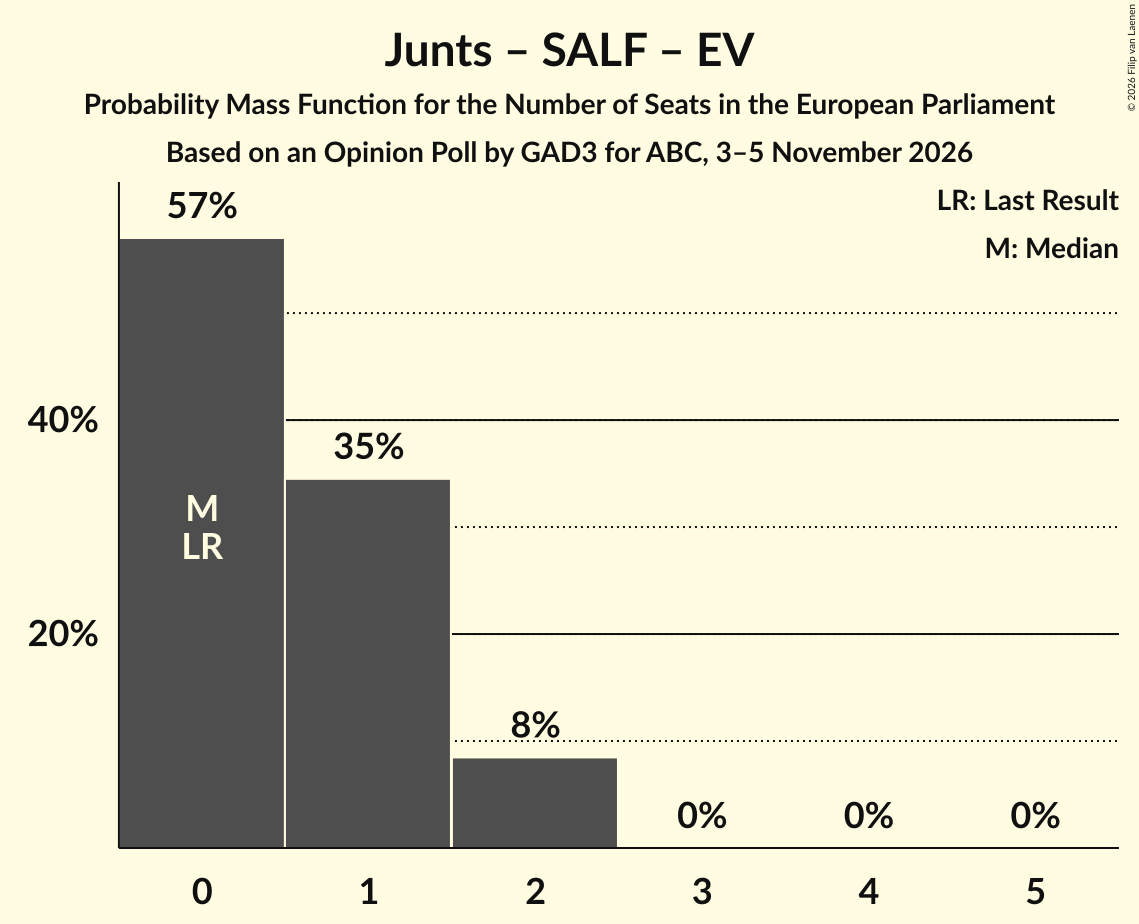 Junts – SALF – EV
Probability Mass Function for the Number of Seats in the European Parliament
Based on an Opinion Poll by GAD3 for ABC, 3–5 November 2026
© 2026 Filip van Laenen
LR: Last Result
M: Median
57%
40%
35%
M
LR
20%
8%
0%
0%
0%
0
1
2
3
4
5